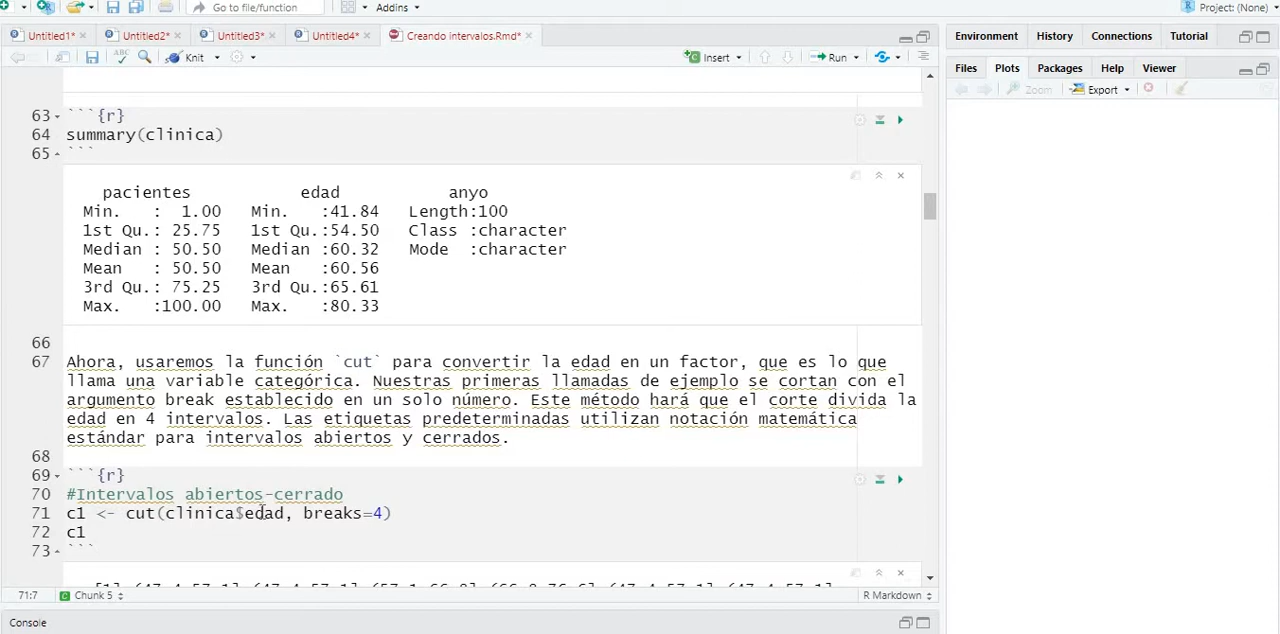 Go to file/function Addins Project: (None)
Untitled1* Untitled2* Untitled3* Untitled4* Creando Intervalos.Rmd* Environment History Connections Tutorial
ABC Knit Insert Run Files Plots Packages Help Viewer
Zoom Export
63 ```{r}
64 summary(clinica)
65 ```
pacientes edad anyo
Min. : 1.00 Min. :41.84 Length:100
1st Qu.: 25.75 1st Qu.:54.50 Class :character
Median : 50.50 Median :60.32 Mode :character
Mean : 50.50 Mean :60.56
3rd Qu.: 75.25 3rd Qu.:65.61
Max. :100.00 Max. :80.33
66
67 Ahora, usaremos la función `cut` para convertir la edad en un factor, que es lo que
llama una variable categórica. Nuestras primeras llamadas de ejemplo se cortan con el
argumento break establecido en un solo número. Este método hará que el corte divida la
edad en 4 intervalos. Las etiquetas predeterminadas utilizan notación matemática
estándar para intervalos abiertos y cerrados.
68
69 ```{r}
70 #Intervalos abiertos-cerrado
71 c1 <- cut(clinica$edad, breaks=4)
72 c1
73 ```
71:7 Chunk 5 R Markdown
Console